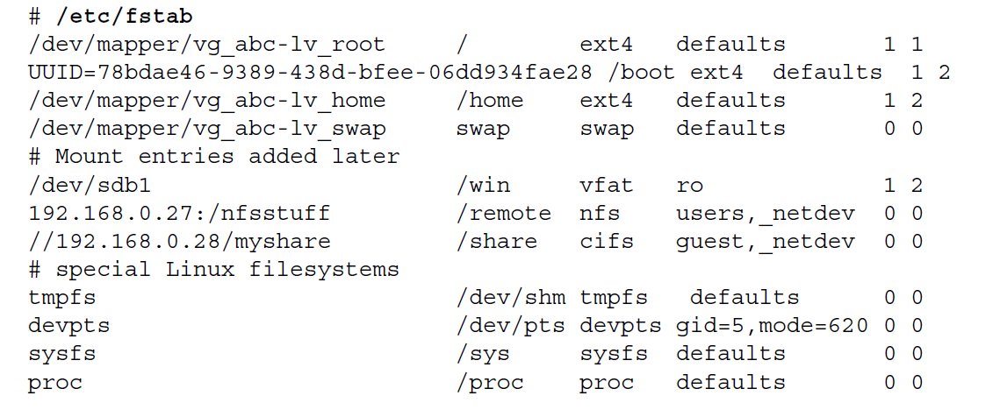 # /etc/fstab
/dev/mapper/vg_abc-lv_root / ext4 defaults 1 1
UUID=78bdae46-9389-438d-bfee-06dd934fae28 /boot ext4 defaults 1 2
/dev/mapper/vg_abc-lv_home /home ext4 defaults 1 2
/dev/mapper/vg_abc-lv_swap swap swap defaults 0 0
# Mount entries added later
/dev/sdb1 /win vfat ro 1 2
192.168.0.27:/nfsstuff /remote nfs users,_netdev 0 0
//192.168.0.28/myshare /share cifs guest,_netdev 0 0
# special Linux filesystems
tmpfs /dev/shm tmpfs defaults 0 0
devpts /dev/pts devpts gid=5,mode=620 0 0
sysfs /sys sysfs defaults 0 0
proc /proc proc defaults 0 0